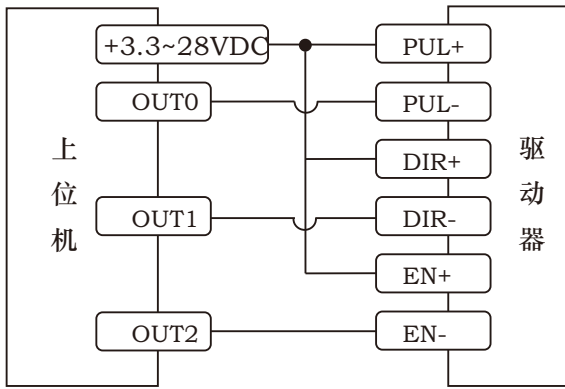 +3.3~28VDC
PUL+
OUT0
PUL-
上位机
DIR+
驱动器
OUT1
DIR-
EN+
OUT2
EN-